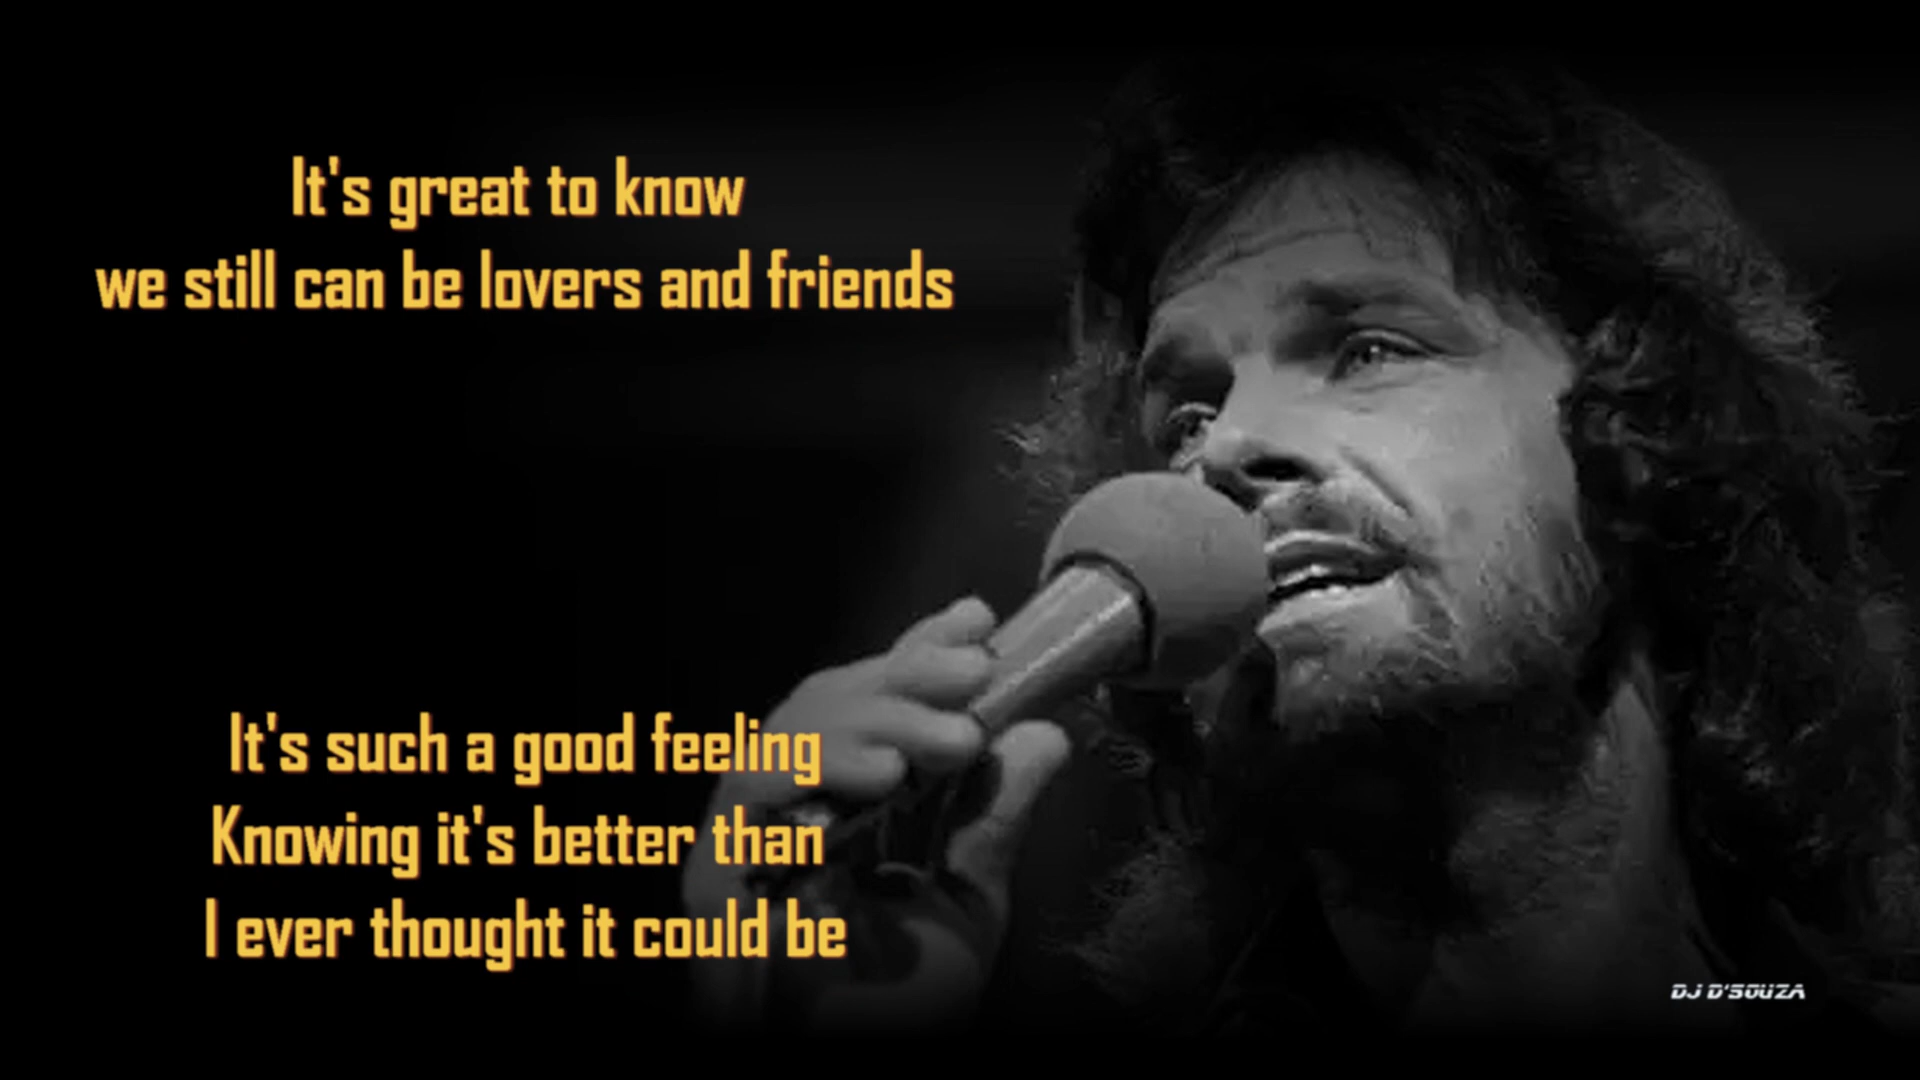 It's great to know
we still can be lovers and friends
It's such a good feeling
Knowing it's better than
I ever thought it could be
DJ D'SOUZA